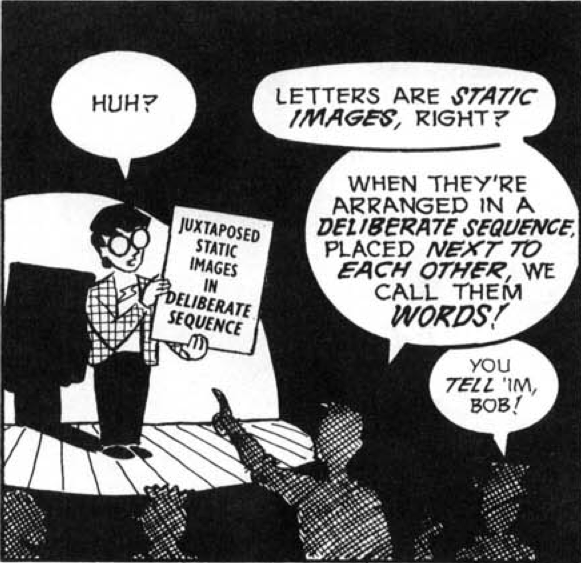 HUH?
LETTERS ARE STATIC
IMAGES, RIGHT?
WHEN THEY'RE
ARRANGED IN A
DELIBERATE SEQUENCE,
PLACED NEXT TO
EACH OTHER, WE
CALL THEM
WORDS!
YOU
TELL 'IM,
BOB!
JUXTAPOSED
STATIC
IMAGES
IN
DELIBERATE
SEQUENCE